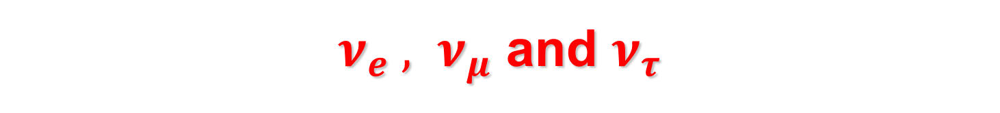 νₑ , ν_μ and ν_τ